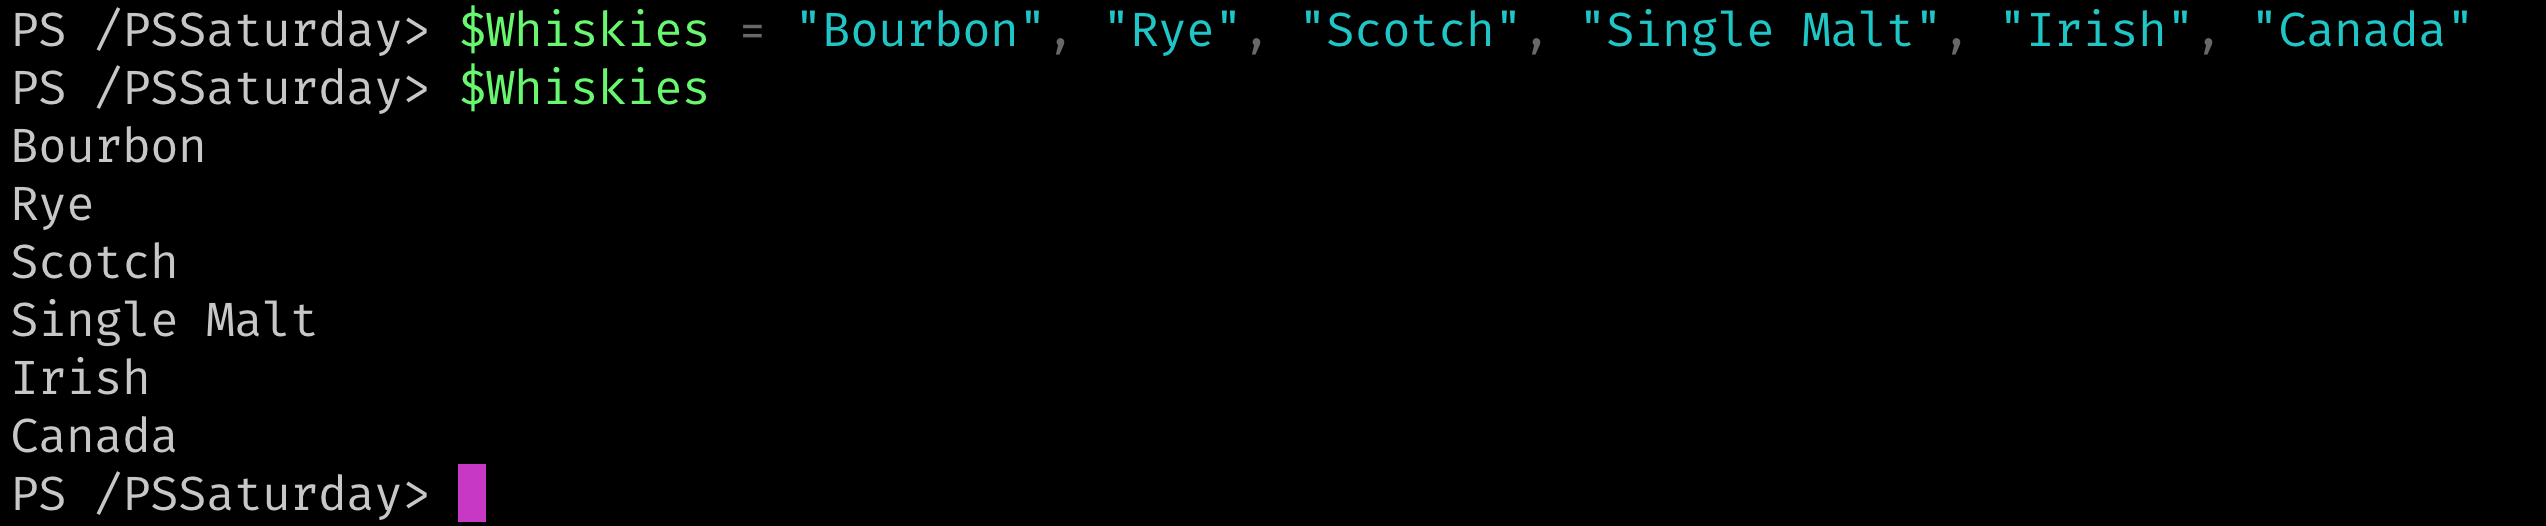 PS /PSSaturday> $Whiskies = "Bourbon", "Rye", "Scotch", "Single Malt", "Irish", "Canada"
PS /PSSaturday> $Whiskies
Bourbon
Rye
Scotch
Single Malt
Irish
Canada
PS /PSSaturday>